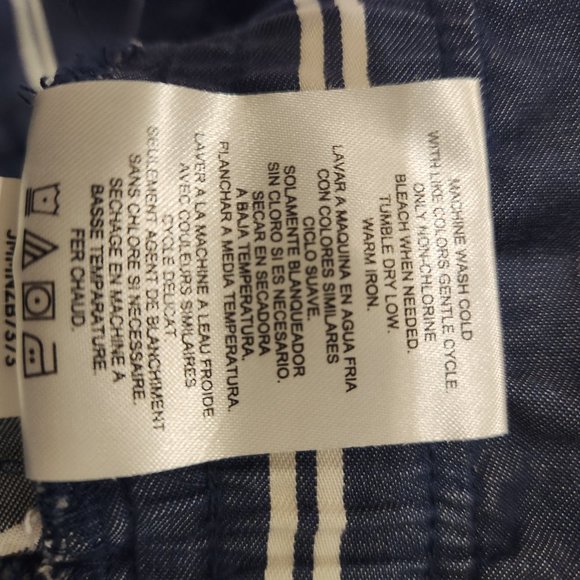 MACHINE WASH COLD
WITH LIKE COLORS GENTLE CYCLE.
ONLY NON-CHLORINE
BLEACH WHEN NEEDED.
TUMBLE DRY LOW.
WARM IRON.
LAVAR A MAQUINA EN AGUA FRIA
CON COLORES SIMILARES
CICLO SUAVE.
SOLAMENTE BLANQUEADOR
SIN CLORO SI ES NECESARIO.
SECAR EN SECADORA
A BAJA TEMPERATURA.
PLANCHAR A MEDIA TEMPERATURA.
LAVER A LA MACHINE A LEAU FROIDE
AVEC COULEURS SIMILAIRES
CYCLE DELICAT
SEULEMENT AGENT DE BLANCHIMENT
SANS CHLORE SI NECESSAIRE.
SECHAGE EN MACHINE A
BASSE TEMPARATURE.
FER CHAUD.